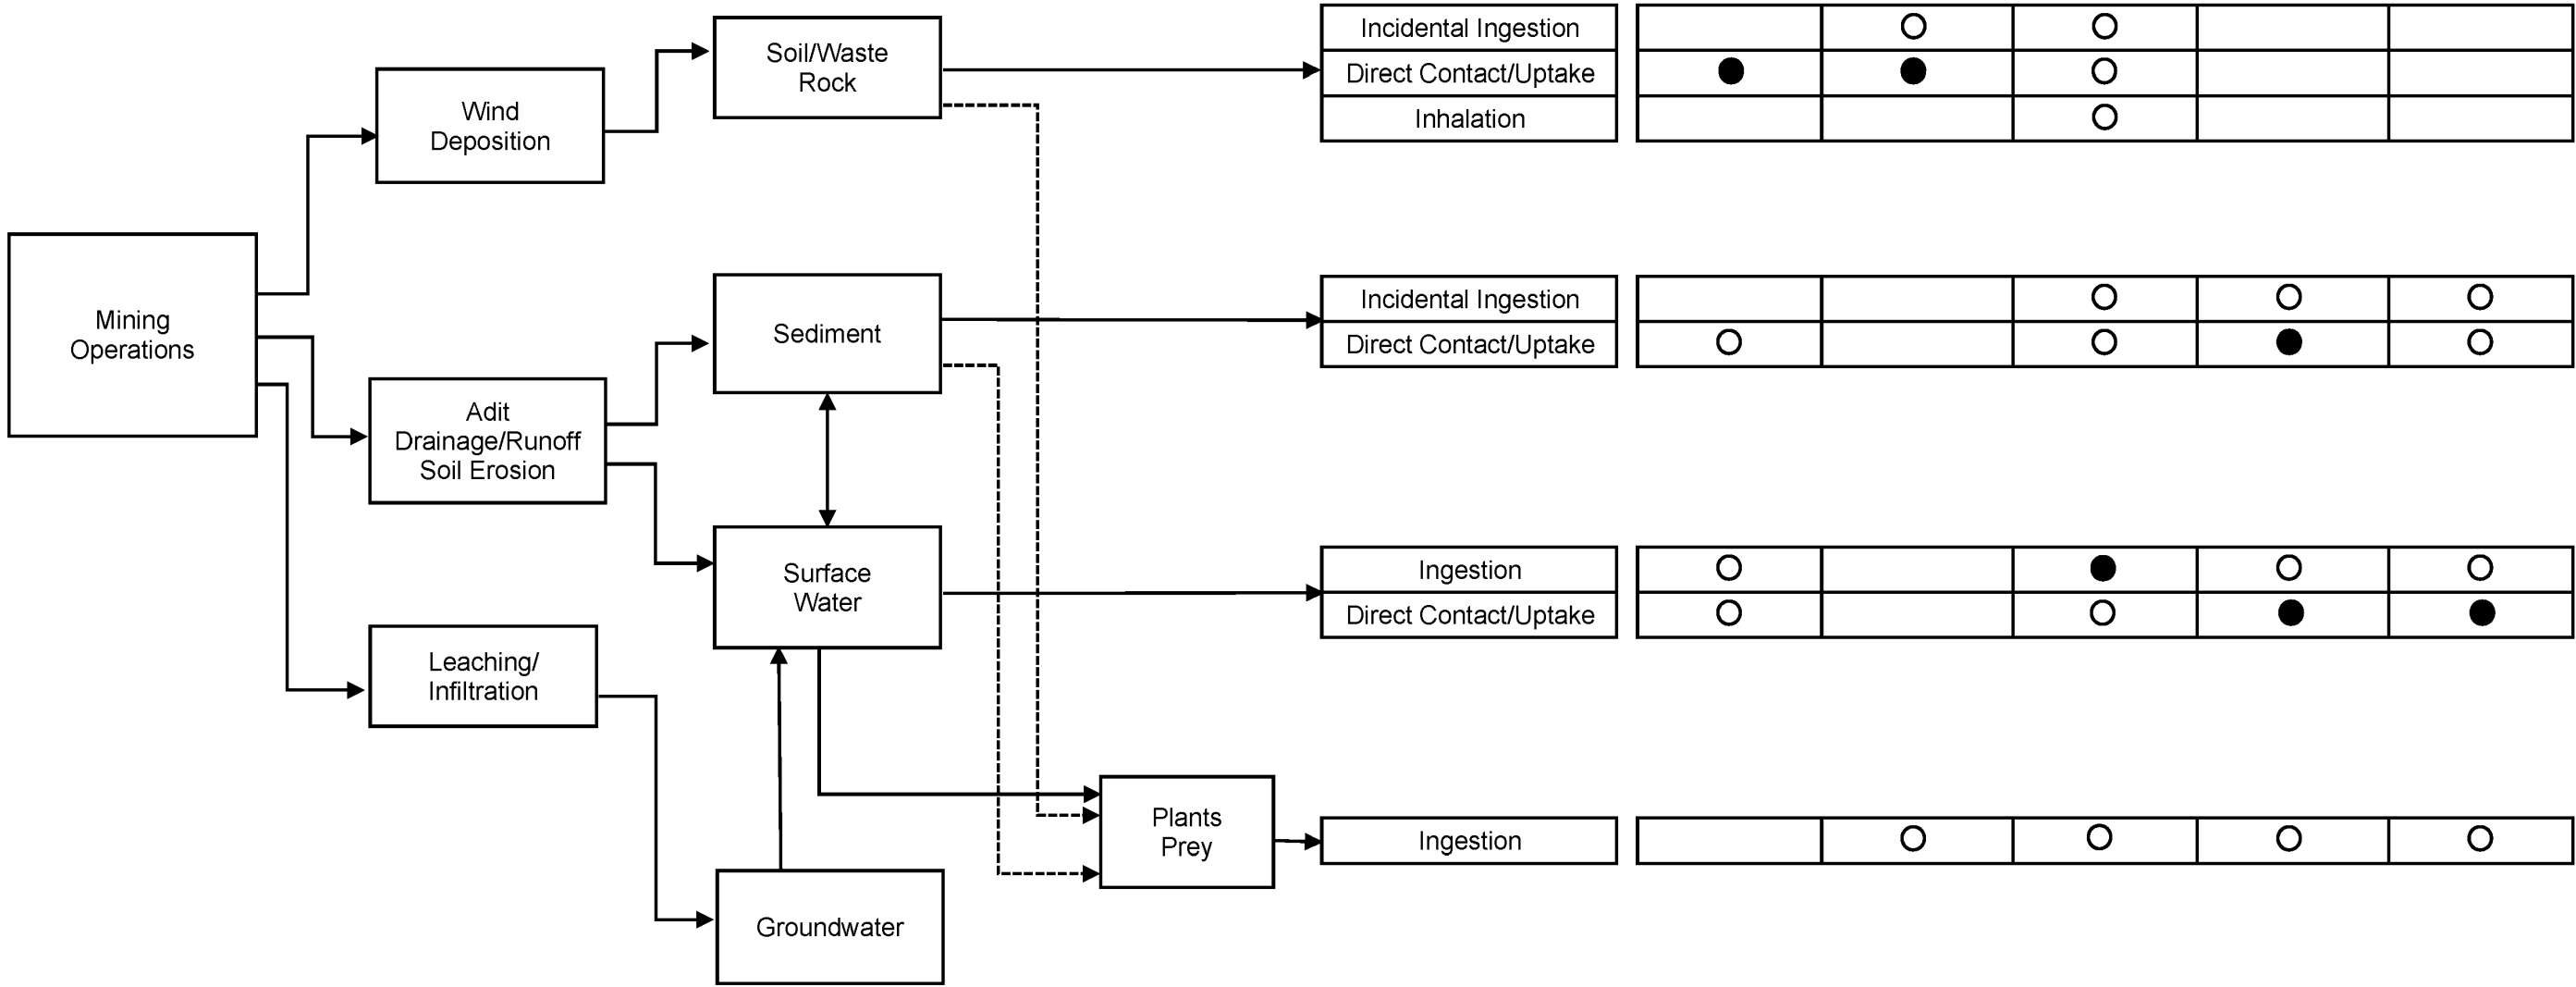 Mining
Operations
Wind
Deposition
Adit
Drainage/Runoff
Soil Erosion
Leaching/
Infiltration
Soil/Waste
Rock
Sediment
Surface
Water
Groundwater
Plants
Prey
Incidental Ingestion
Direct Contact/Uptake
Inhalation
Incidental Ingestion
Direct Contact/Uptake
Ingestion
Direct Contact/Uptake
Ingestion